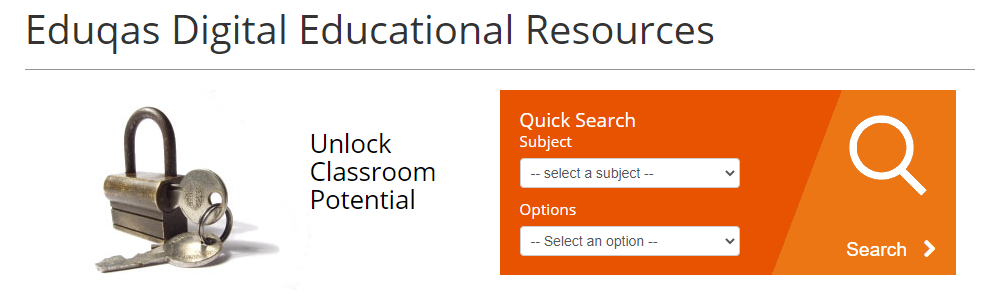 Eduqas Digital Educational Resources
Unlock
Classroom
Potential
Quick Search
Subject
-- select a subject --
Options
-- Select an option --
Search